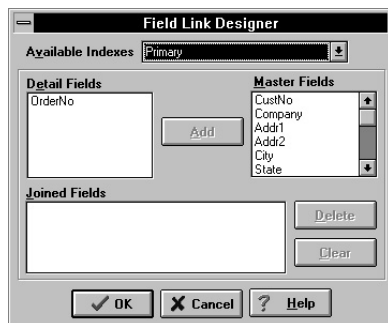 Field Link Designer
Available Indexes Primary
Detail Fields
OrderNo
Add
Master Fields
CustNo
Company
Addr1
Addr2
City
State
Joined Fields
Delete
Clear
OK Cancel ? Help